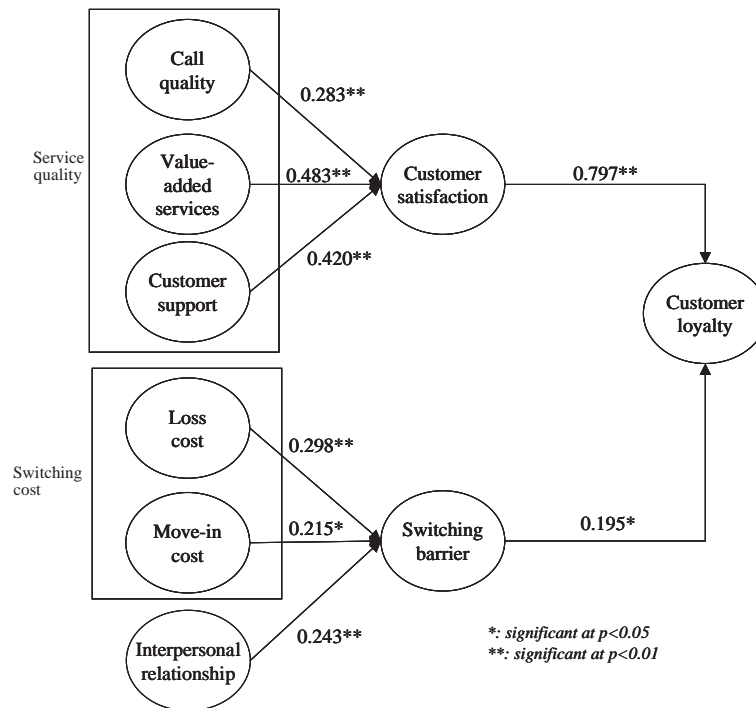 Call
quality
0.283**
Service
quality
Value-
added
services
0.483**
Customer
satisfaction
0.797**
Customer
support
0.420**
Customer
loyalty
Loss
cost
0.298**
Switching
cost
Move-in
cost
0.215*
Switching
barrier
0.195*
Interpersonal
relationship
0.243**
*: significant at p<0.05
**: significant at p<0.01